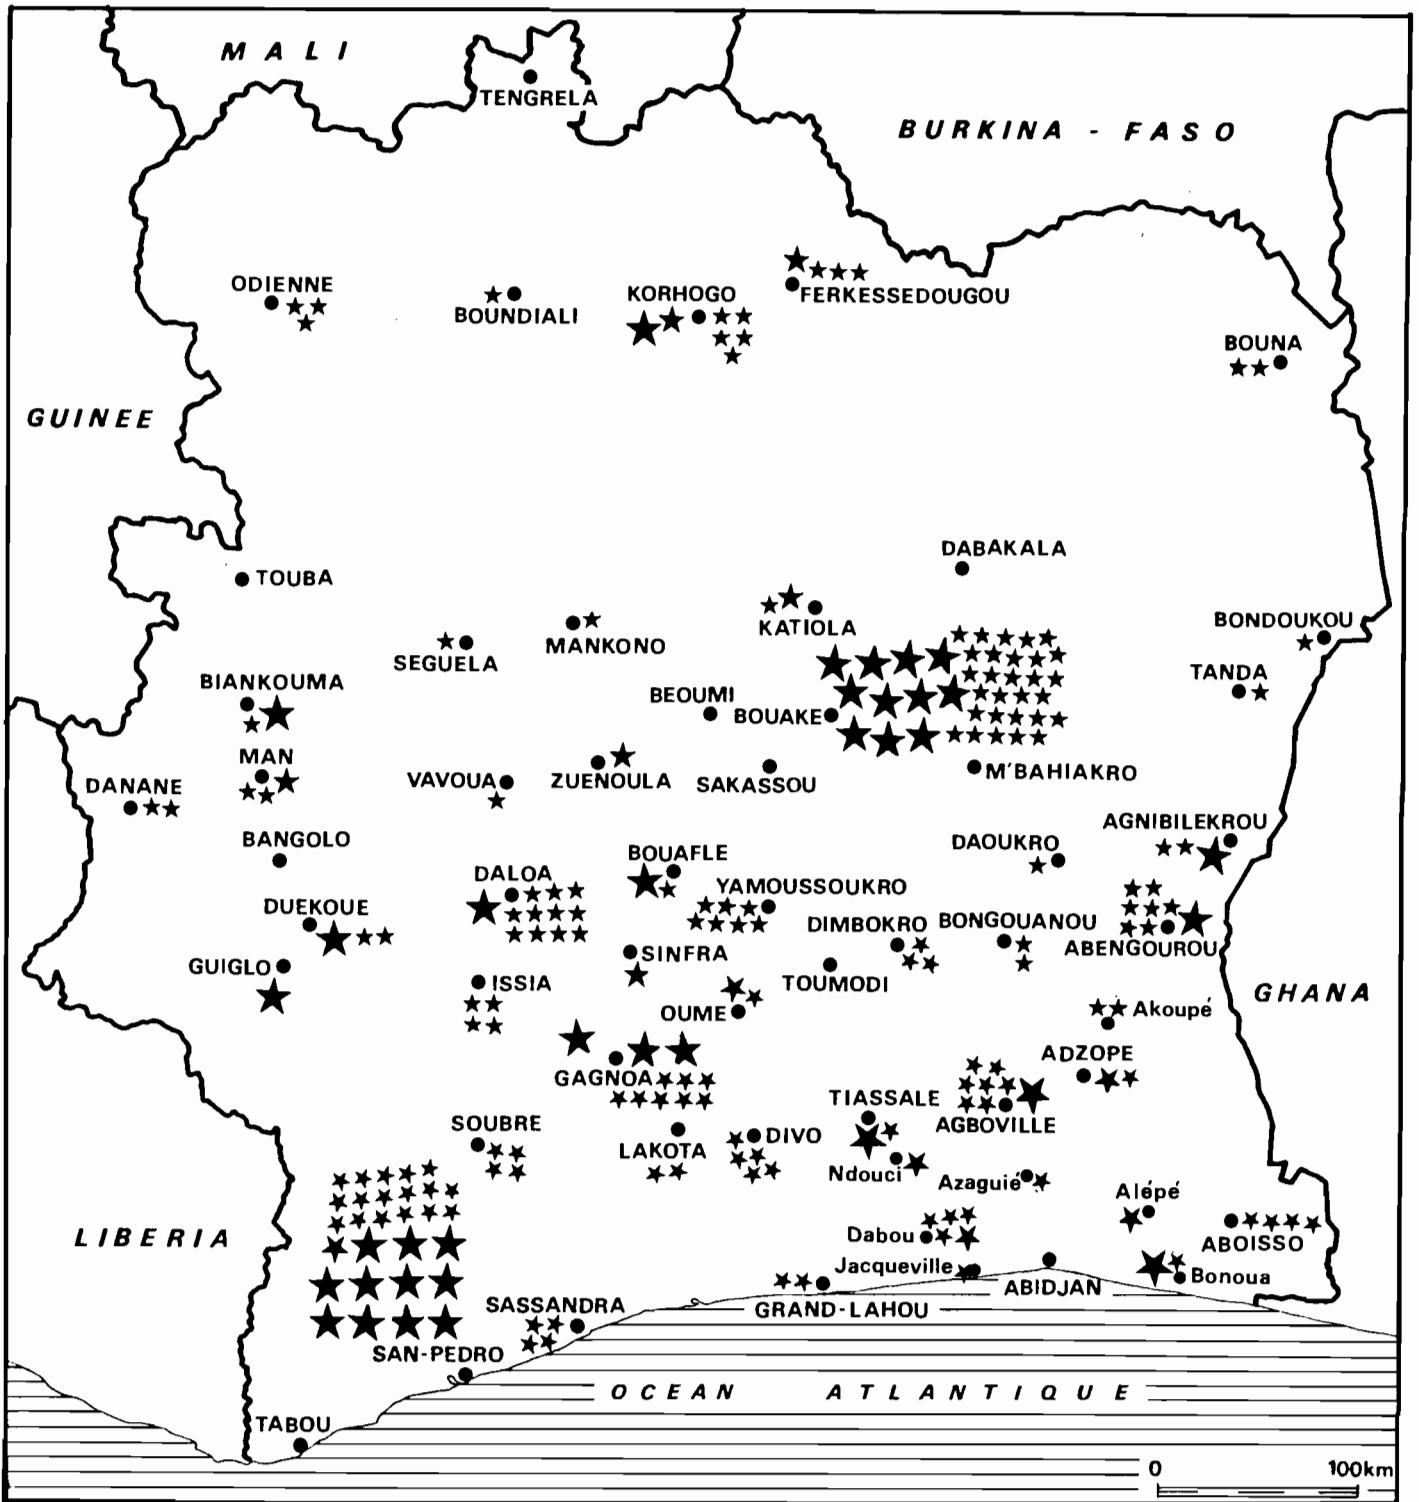 MALI
TENGRELA
BURKINA - FASO
ODIENNE
BOUNDIALI
KORHOGO
FERKESSEDOUGOU
BOUNA
GUINEE
DABAKALA
TOUBA
KATIOLA
BONDOUKOU
MANKONO
SEGUELA
TANDA
BIANKOUMA
BEOUMI
BOUAKE
MAN
DANANE
VAVOUA
ZUENOULA
SAKASSOU
M'BAHIAKRO
AGNIBILEKROU
BANGOLO
BOUAFLE
DAOUKRO
DALOA
YAMOUSSOUKRO
DUEKOUE
DIMBOKRO
BONGOUANOU
ABENGOUROU
SINFRA
GUIGLO
ISSIA
TOUMODI
GHANA
OUME
Akoupé
ADZOPE
GAGNOA
TIASSALE
AGBOVILLE
SOUBRE
LAKOTA
DIVO
Ndouci
Azaguié
Alépé
LIBERIA
Dabou
ABOISSO
Jacqueville
ABIDJAN
Bonoua
SASSANDRA
GRAND-LAHOU
SAN-PEDRO
OCEAN ATLANTIQUE
TABOU
0 100km